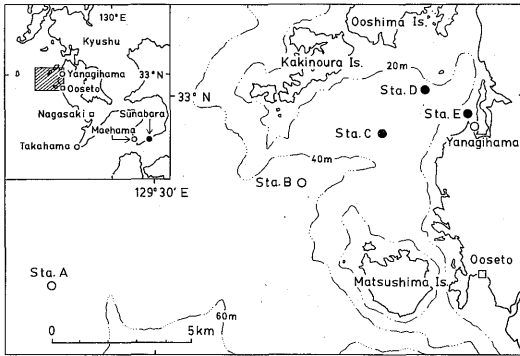 130°E
Kyushu
Yanagihama
33°N
Ooseto
Nagasaki
Sunabara
Maehama
Takahama
129°30'E
Ooshima Is.
Kakinoura Is.
20m
33°N
Sta. D
Sta. E
Sta. C
Yanagihama
40m
Sta. B
Ooseto
Matsushima Is.
Sta. A
0 5km
60m